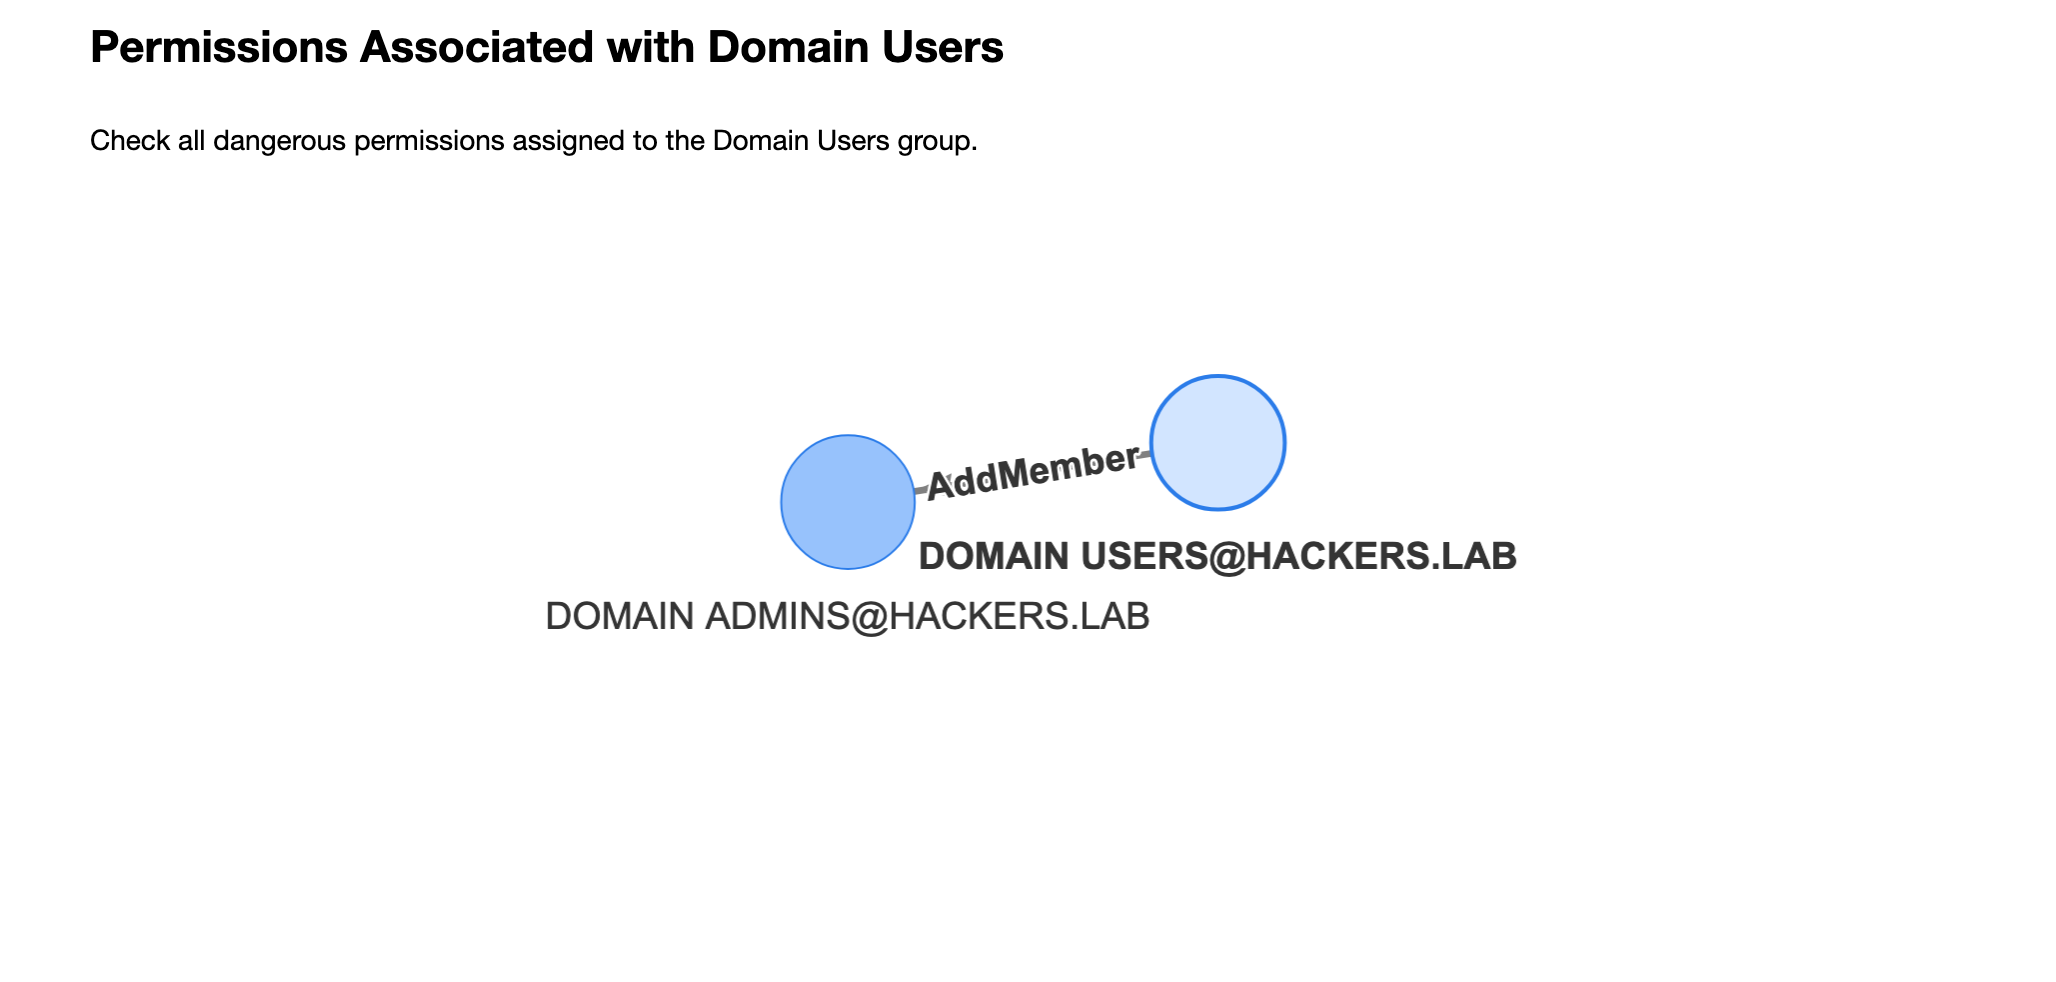 Permissions Associated with Domain Users
Check all dangerous permissions assigned to the Domain Users group.
AddMember
DOMAIN USERS@HACKERS.LAB
DOMAIN ADMINS@HACKERS.LAB